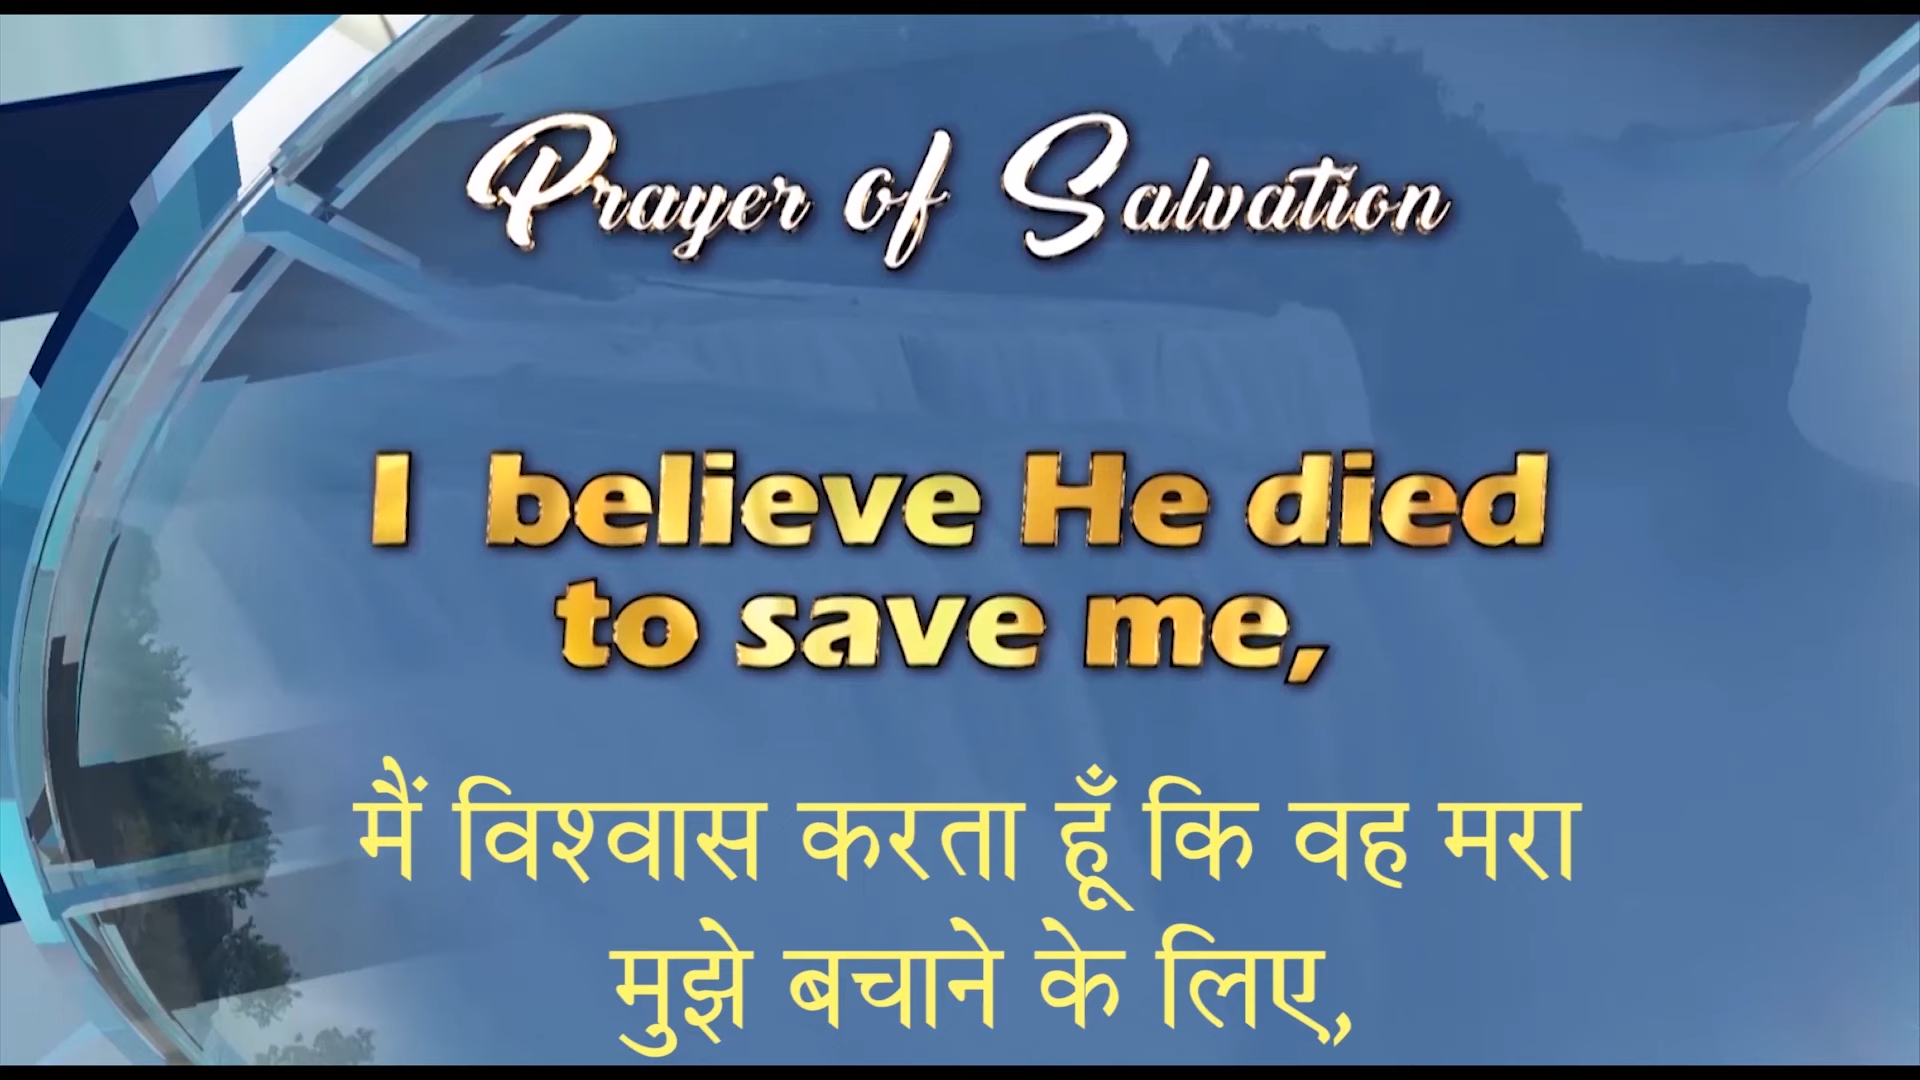 Prayer of Salvation
I believe He died
to save me,
मैं विश्वास करता हूँ कि वह मरा
मुझे बचाने के लिए,